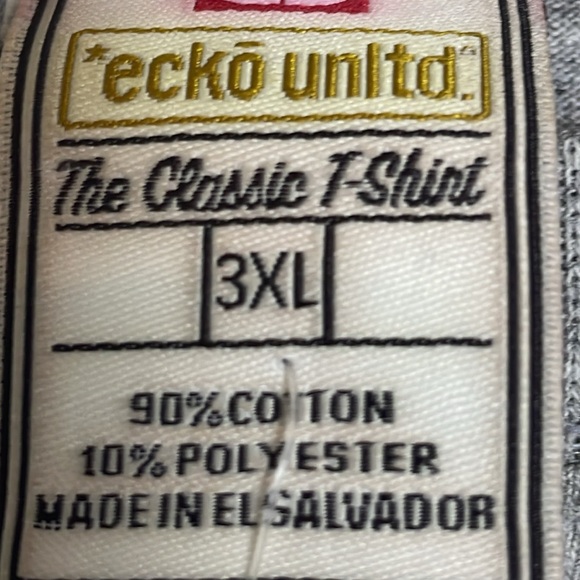 *eckō unltd.
The Classic T-Shirt
3XL
90% COTTON
10% POLYESTER
MADE IN EL SALVADOR